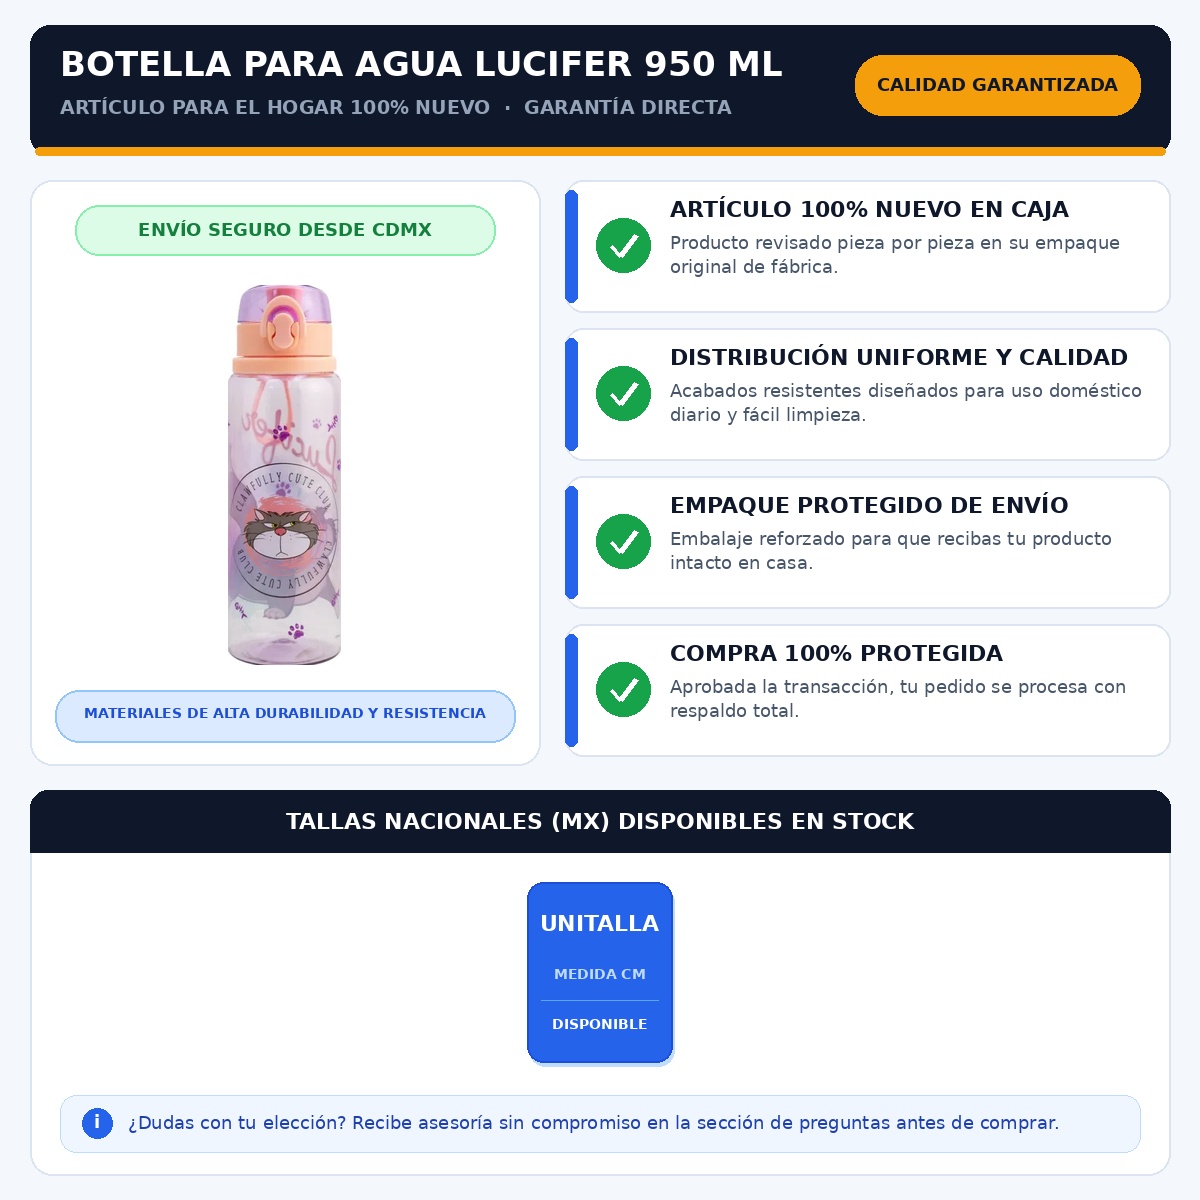 BOTELLA PARA AGUA LUCIFER 950 ML
ARTÍCULO PARA EL HOGAR 100% NUEVO · GARANTÍA DIRECTA
CALIDAD GARANTIZADA
ENVÍO SEGURO DESDE CDMX
Lucifer
CLAWFULLY CUTE CLUB
CLAWFULLY CUTE CLUB
MATERIALES DE ALTA DURABILIDAD Y RESISTENCIA
ARTÍCULO 100% NUEVO EN CAJA
Producto revisado pieza por pieza en su empaque
original de fábrica.
DISTRIBUCIÓN UNIFORME Y CALIDAD
Acabados resistentes diseñados para uso doméstico
diario y fácil limpieza.
EMPAQUE PROTEGIDO DE ENVÍO
Embalaje reforzado para que recibas tu producto
intacto en casa.
COMPRA 100% PROTEGIDA
Aprobada la transacción, tu pedido se procesa con
respaldo total.
TALLAS NACIONALES (MX) DISPONIBLES EN STOCK
UNITALLA
MEDIDA CM
DISPONIBLE
i
¿Dudas con tu elección? Recibe asesoría sin compromiso en la sección de preguntas antes de comprar.